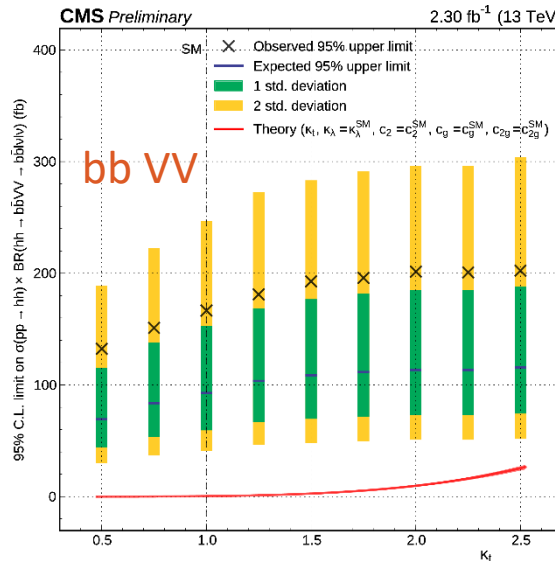 CMS Preliminary 2.30 fb⁻¹ (13 TeV
SM
Observed 95% upper limit
Expected 95% upper limit
1 std. deviation
2 std. deviation
Theory (κt, κλ =κλSM, c2 =c2SM, cg =cgSM, c2g =c2gSM)
bb VV
95% C.L. limit on σ(pp → hh) × BR(hh → bb̄VV → bb̄lνlν) (fb)
400
300
200
100
0
0.5 1.0 1.5 2.0 2.5
κt